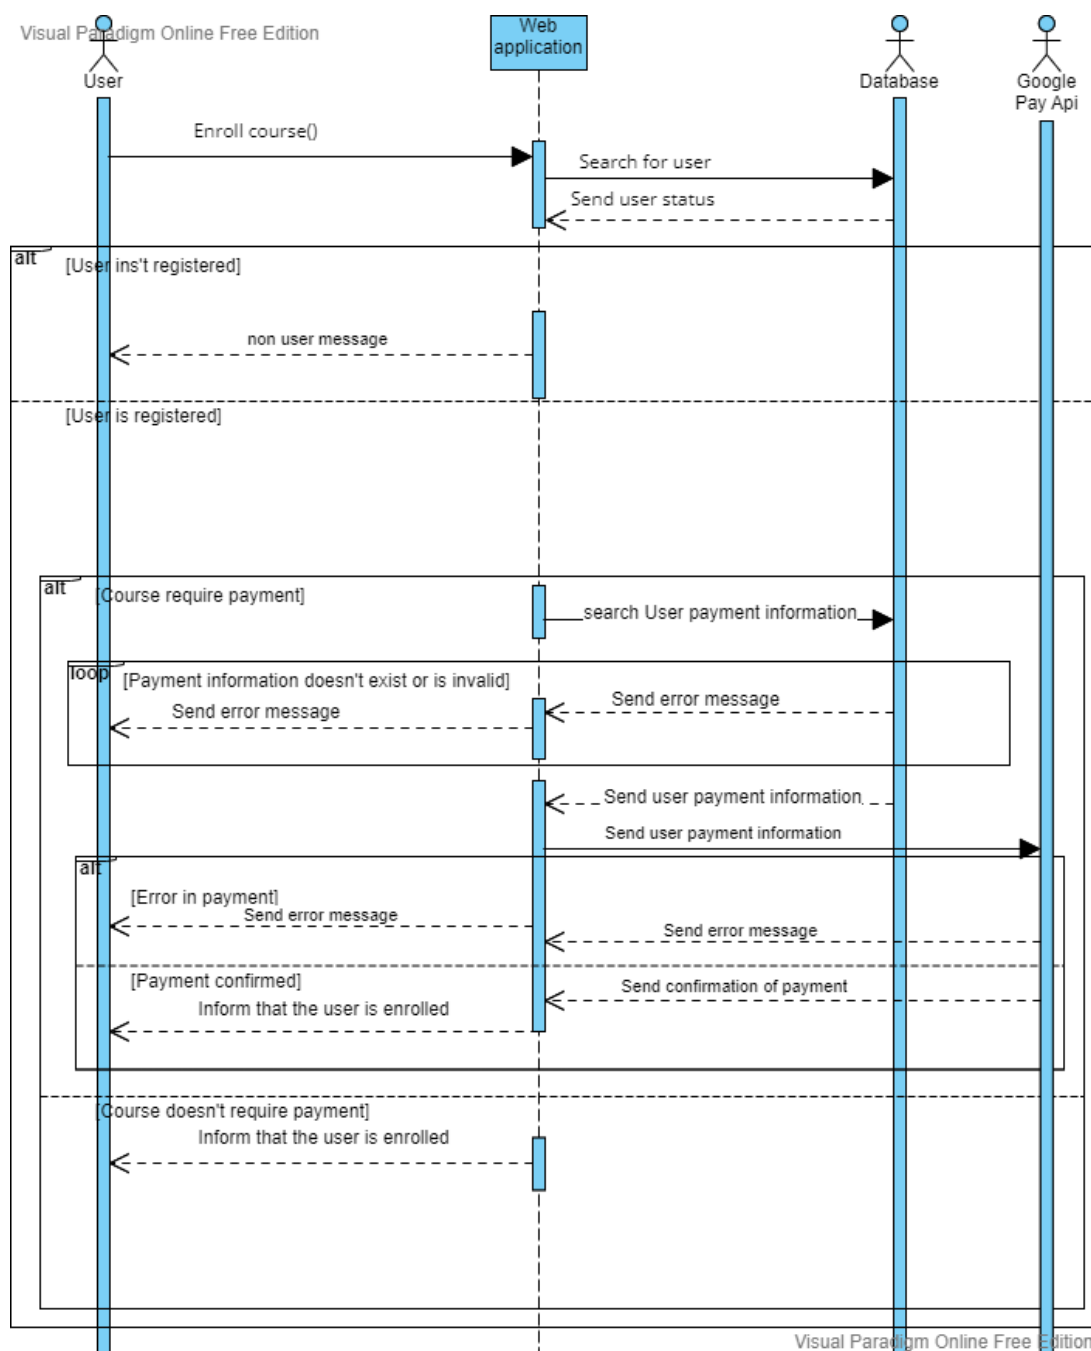 Visual Paradigm Online Free Edition
User
Web
application
Database
Google
Pay Api
Enroll course()
Search for user
Send user status
alt
[User ins't registered]
non user message
[User is registered]
alt
[Course require payment]
search User payment information
loop
[Payment information doesn't exist or is invalid]
Send error message
Send error message
Send user payment information
Send user payment information
alt
[Error in payment]
Send error message
Send error message
[Payment confirmed]
Send confirmation of payment
Inform that the user is enrolled
[Course doesn't require payment]
Inform that the user is enrolled
Visual Paradigm Online Free Edition